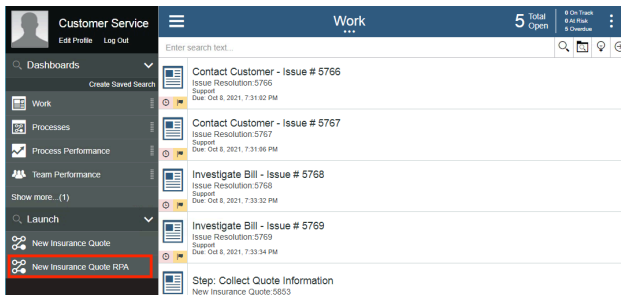 Customer Service
Edit Profile Log Out
Dashboards
Create Saved Search
Work
Processes
Process Performance
Team Performance
Show more...(1)
Launch
New Insurance Quote
New Insurance Quote RPA
Work
5 Total Open
0 On Track
0 At Risk
5 Overdue
Enter search text...
Contact Customer - Issue # 5766
Issue Resolution:5766
Support
Due: Oct 8, 2021, 7:31:02 PM
Contact Customer - Issue # 5767
Issue Resolution:5767
Support
Due: Oct 8, 2021, 7:31:06 PM
Investigate Bill - Issue # 5768
Issue Resolution:5768
Support
Due: Oct 8, 2021, 7:33:32 PM
Investigate Bill - Issue # 5769
Issue Resolution:5769
Support
Due: Oct 8, 2021, 7:33:34 PM
Step: Collect Quote Information
New Insurance Quote:5853